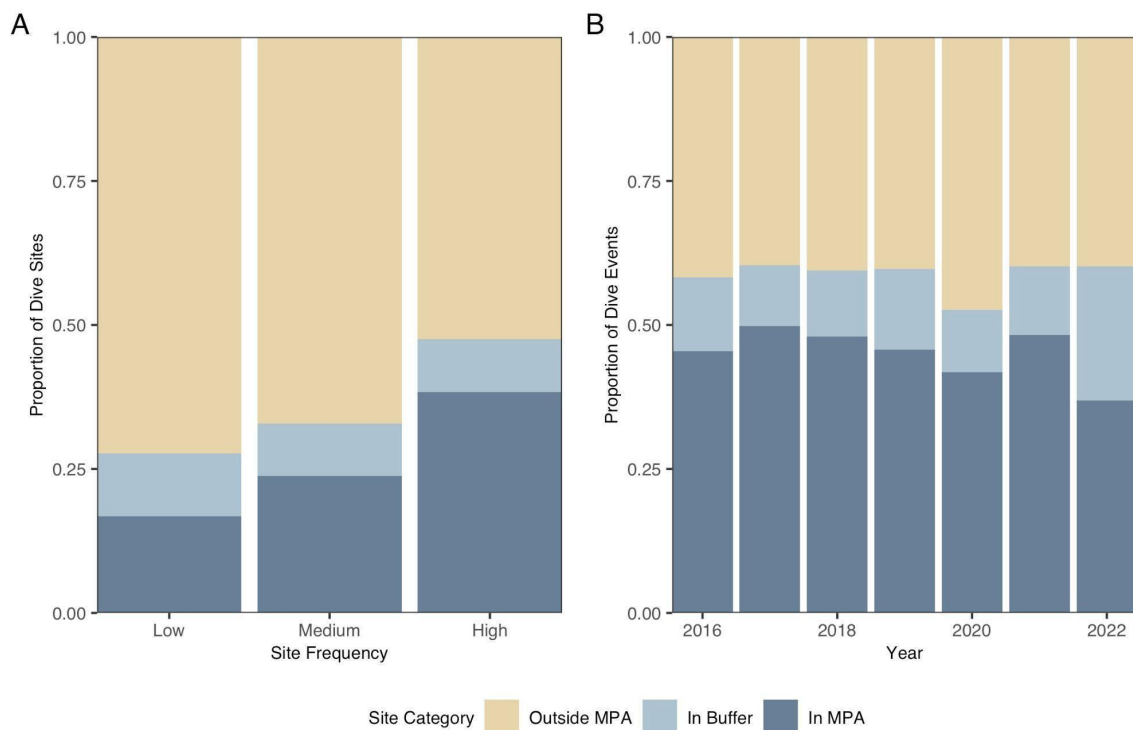 A
1.00
0.75
0.50
0.25
0.00
Proportion of Dive Sites
Low Medium High
Site Frequency
B
1.00
0.75
0.50
0.25
0.00
Proportion of Dive Events
2016 2018 2020 2022
Year
Site Category Outside MPA In Buffer In MPA